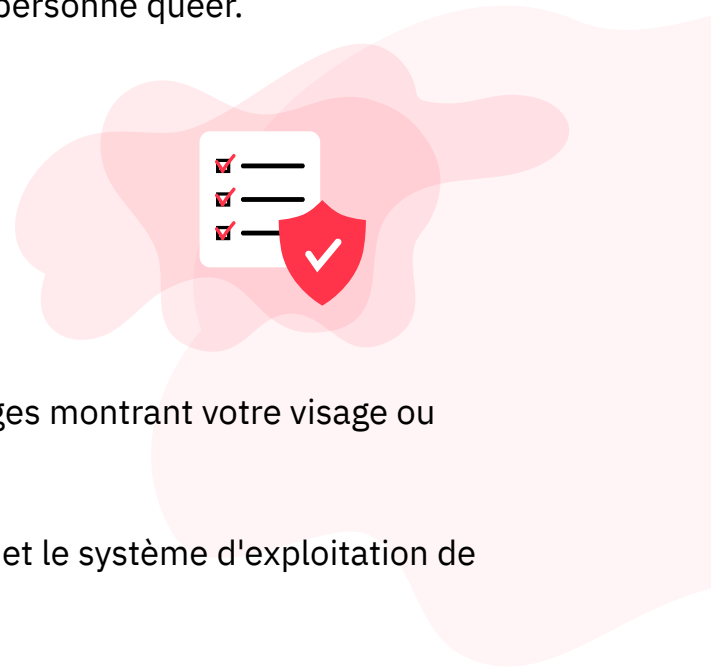 personne queer.
ges montrant votre visage ou
et le système d'exploitation de